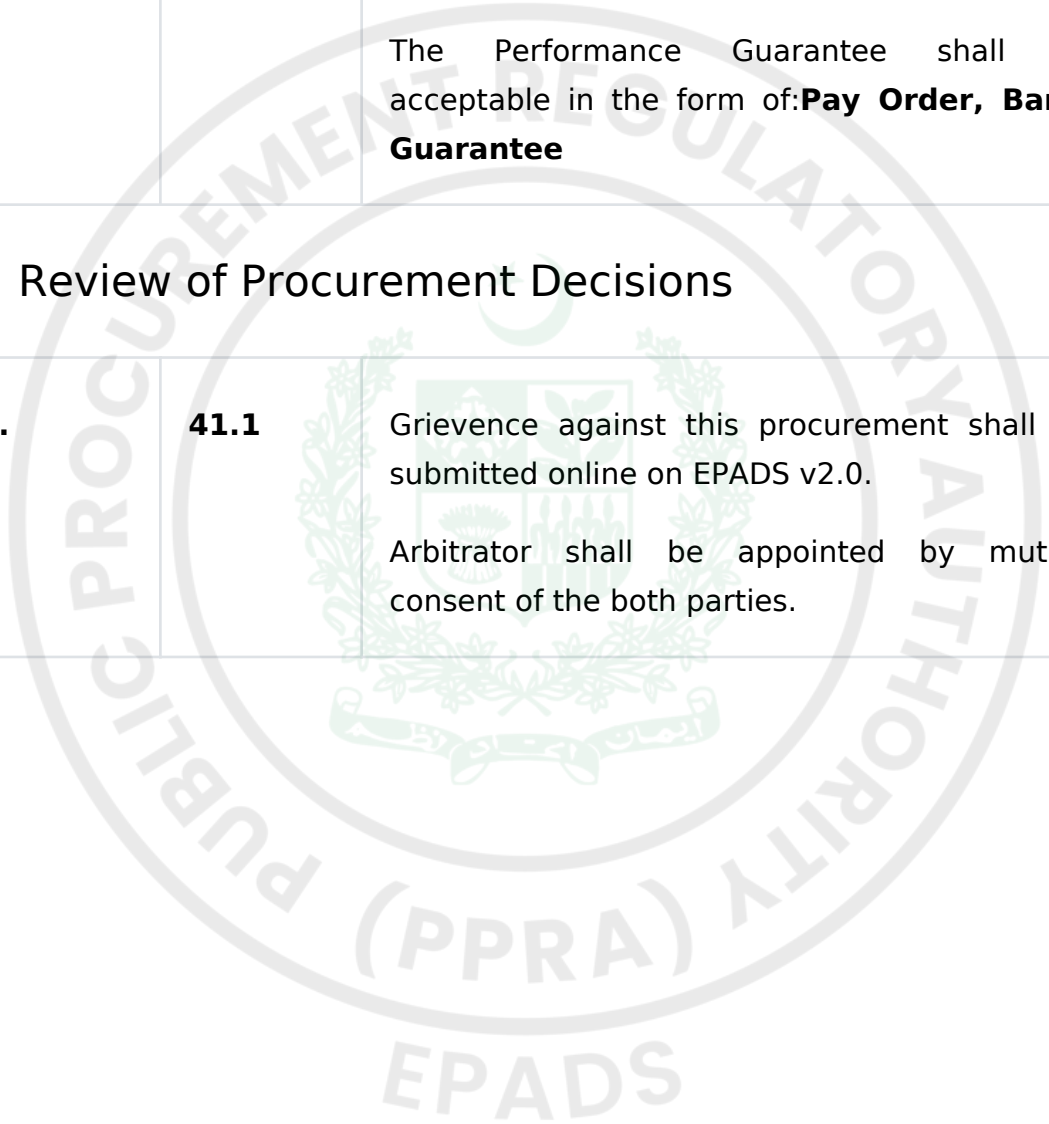 The Performance Guarantee shall
acceptable in the form of:Pay Order, Ba
Guarantee
Review of Procurement Decisions
. 41.1 Grievence against this procurement shall
submitted online on EPADS v2.0.
Arbitrator shall be appointed by mut
consent of the both parties.
PUBLIC PROCUREMENT REGULATORY AUTHORITY
(PPRA)
EPADS